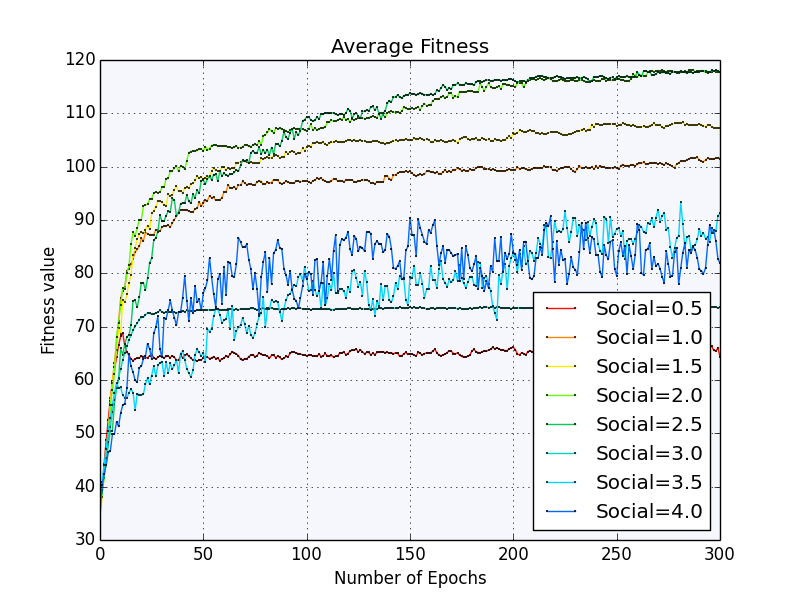 Average Fitness
120
110
100
90
80
70
60
50
40
30
Fitness value
0 50 100 150 200 250 300
Number of Epochs
Social=0.5
Social=1.0
Social=1.5
Social=2.0
Social=2.5
Social=3.0
Social=3.5
Social=4.0